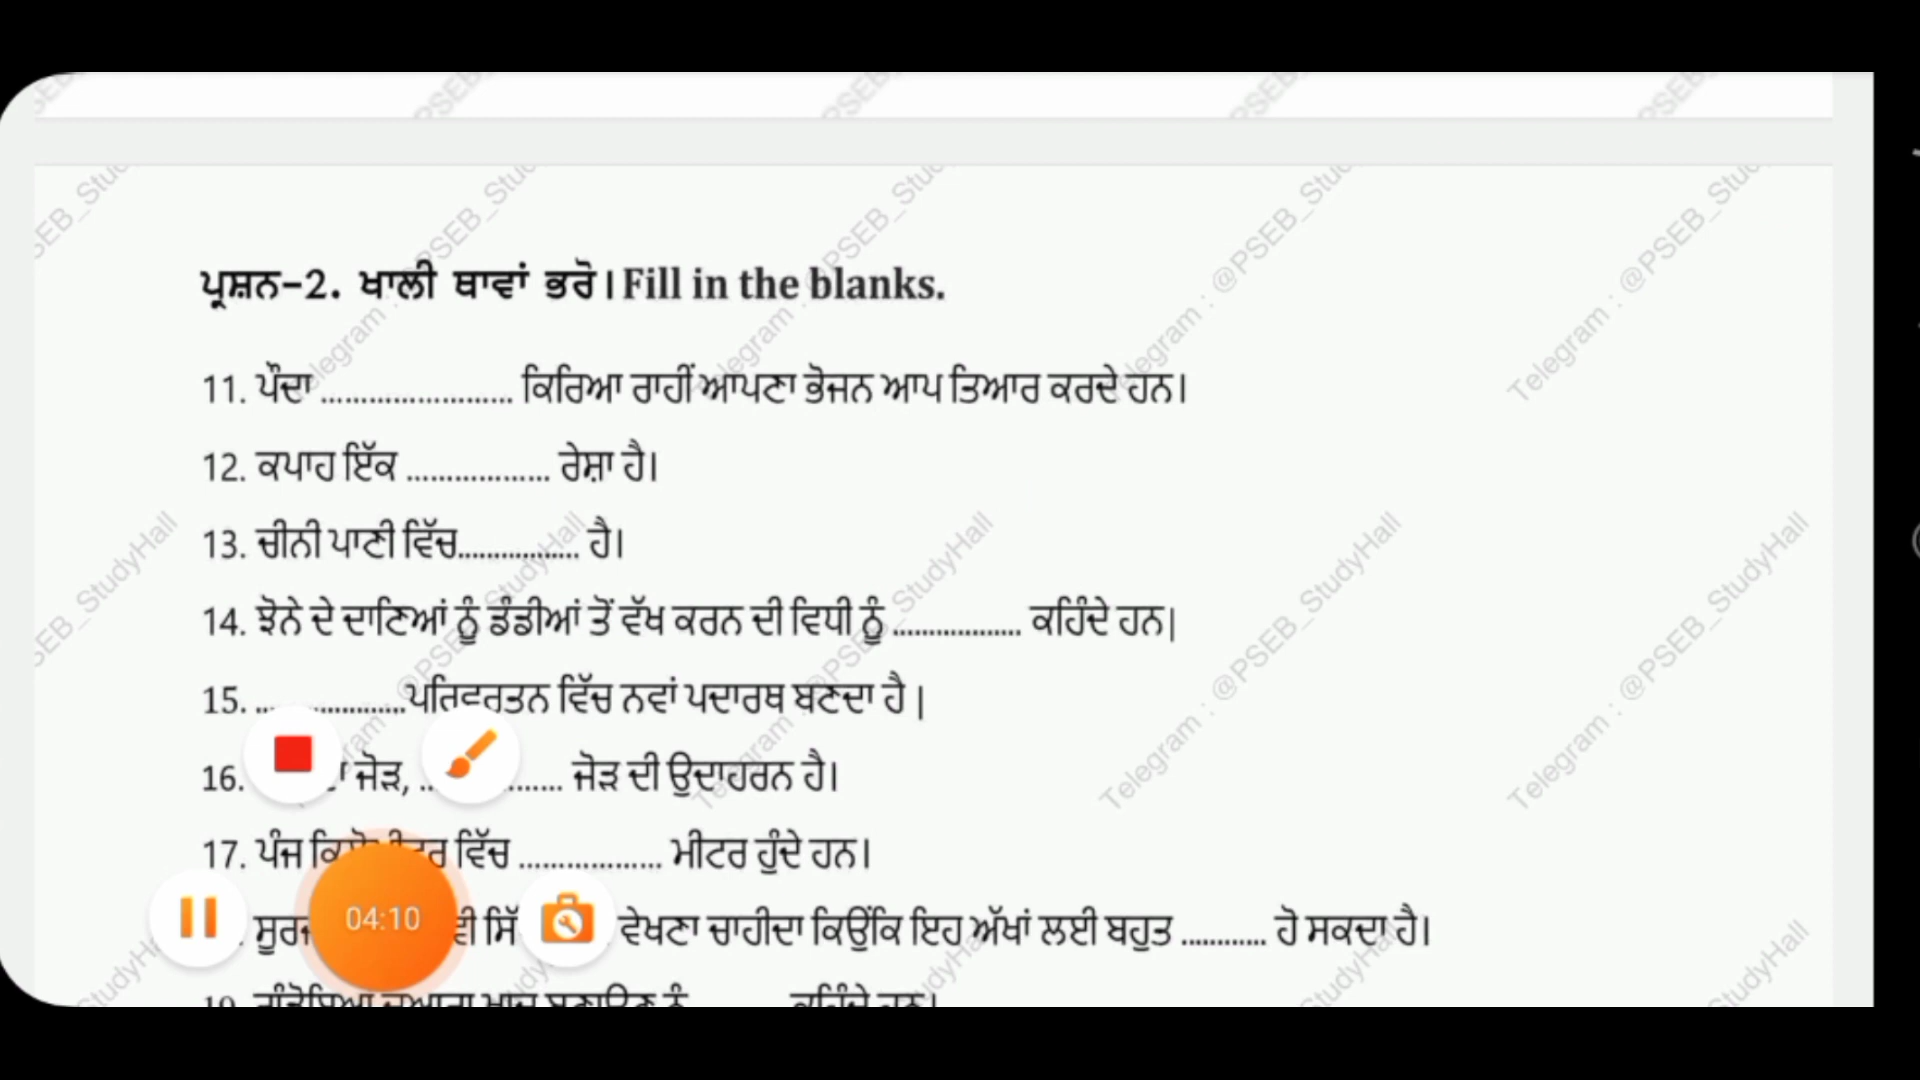 ਪ੍ਰਸ਼ਨ-2. ਖਾਲੀ ਥਾਵਾਂ ਭਰੋ। Fill in the blanks.
11. ਪੌਦਾ ........................ ਕਿਰਿਆ ਰਾਹੀਂ ਆਪਣਾ ਭੋਜਨ ਆਪ ਤਿਆਰ ਕਰਦੇ ਹਨ।
12. ਕਪਾਹ ਇੱਕ .................. ਰੇਸ਼ਾ ਹੈ।
13. ਚੀਨੀ ਪਾਣੀ ਵਿੱਚ................. ਹੈ।
14. ਝੋਨੇ ਦੇ ਦਾਣਿਆਂ ਨੂੰ ਡੰਡੀਆਂ ਤੋਂ ਵੱਖ ਕਰਨ ਦੀ ਵਿਧੀ ਨੂੰ .................. ਕਹਿੰਦੇ ਹਨ|
15. ...................ਪਰਿਵਰਤਨ ਵਿੱਚ ਨਵਾਂ ਪਦਾਰਥ ਬਣਦਾ ਹੈ |
16. ਜੋੜ, .................. ਜੋੜ ਦੀ ਉਦਾਹਰਨ ਹੈ।
17. ਪੰਜ ਵਿੱਚ .................. ਮੀਟਰ ਹੁੰਦੇ ਹਨ।
ਵੇਖਣਾ ਚਾਹੀਦਾ ਕਿਉਂਕਿ ਇਹ ਅੱਖਾਂ ਲਈ ਬਹੁਤ ............ ਹੋ ਸਕਦਾ ਹੈ।
04:10
Telegram : @PSEB_StudyHall